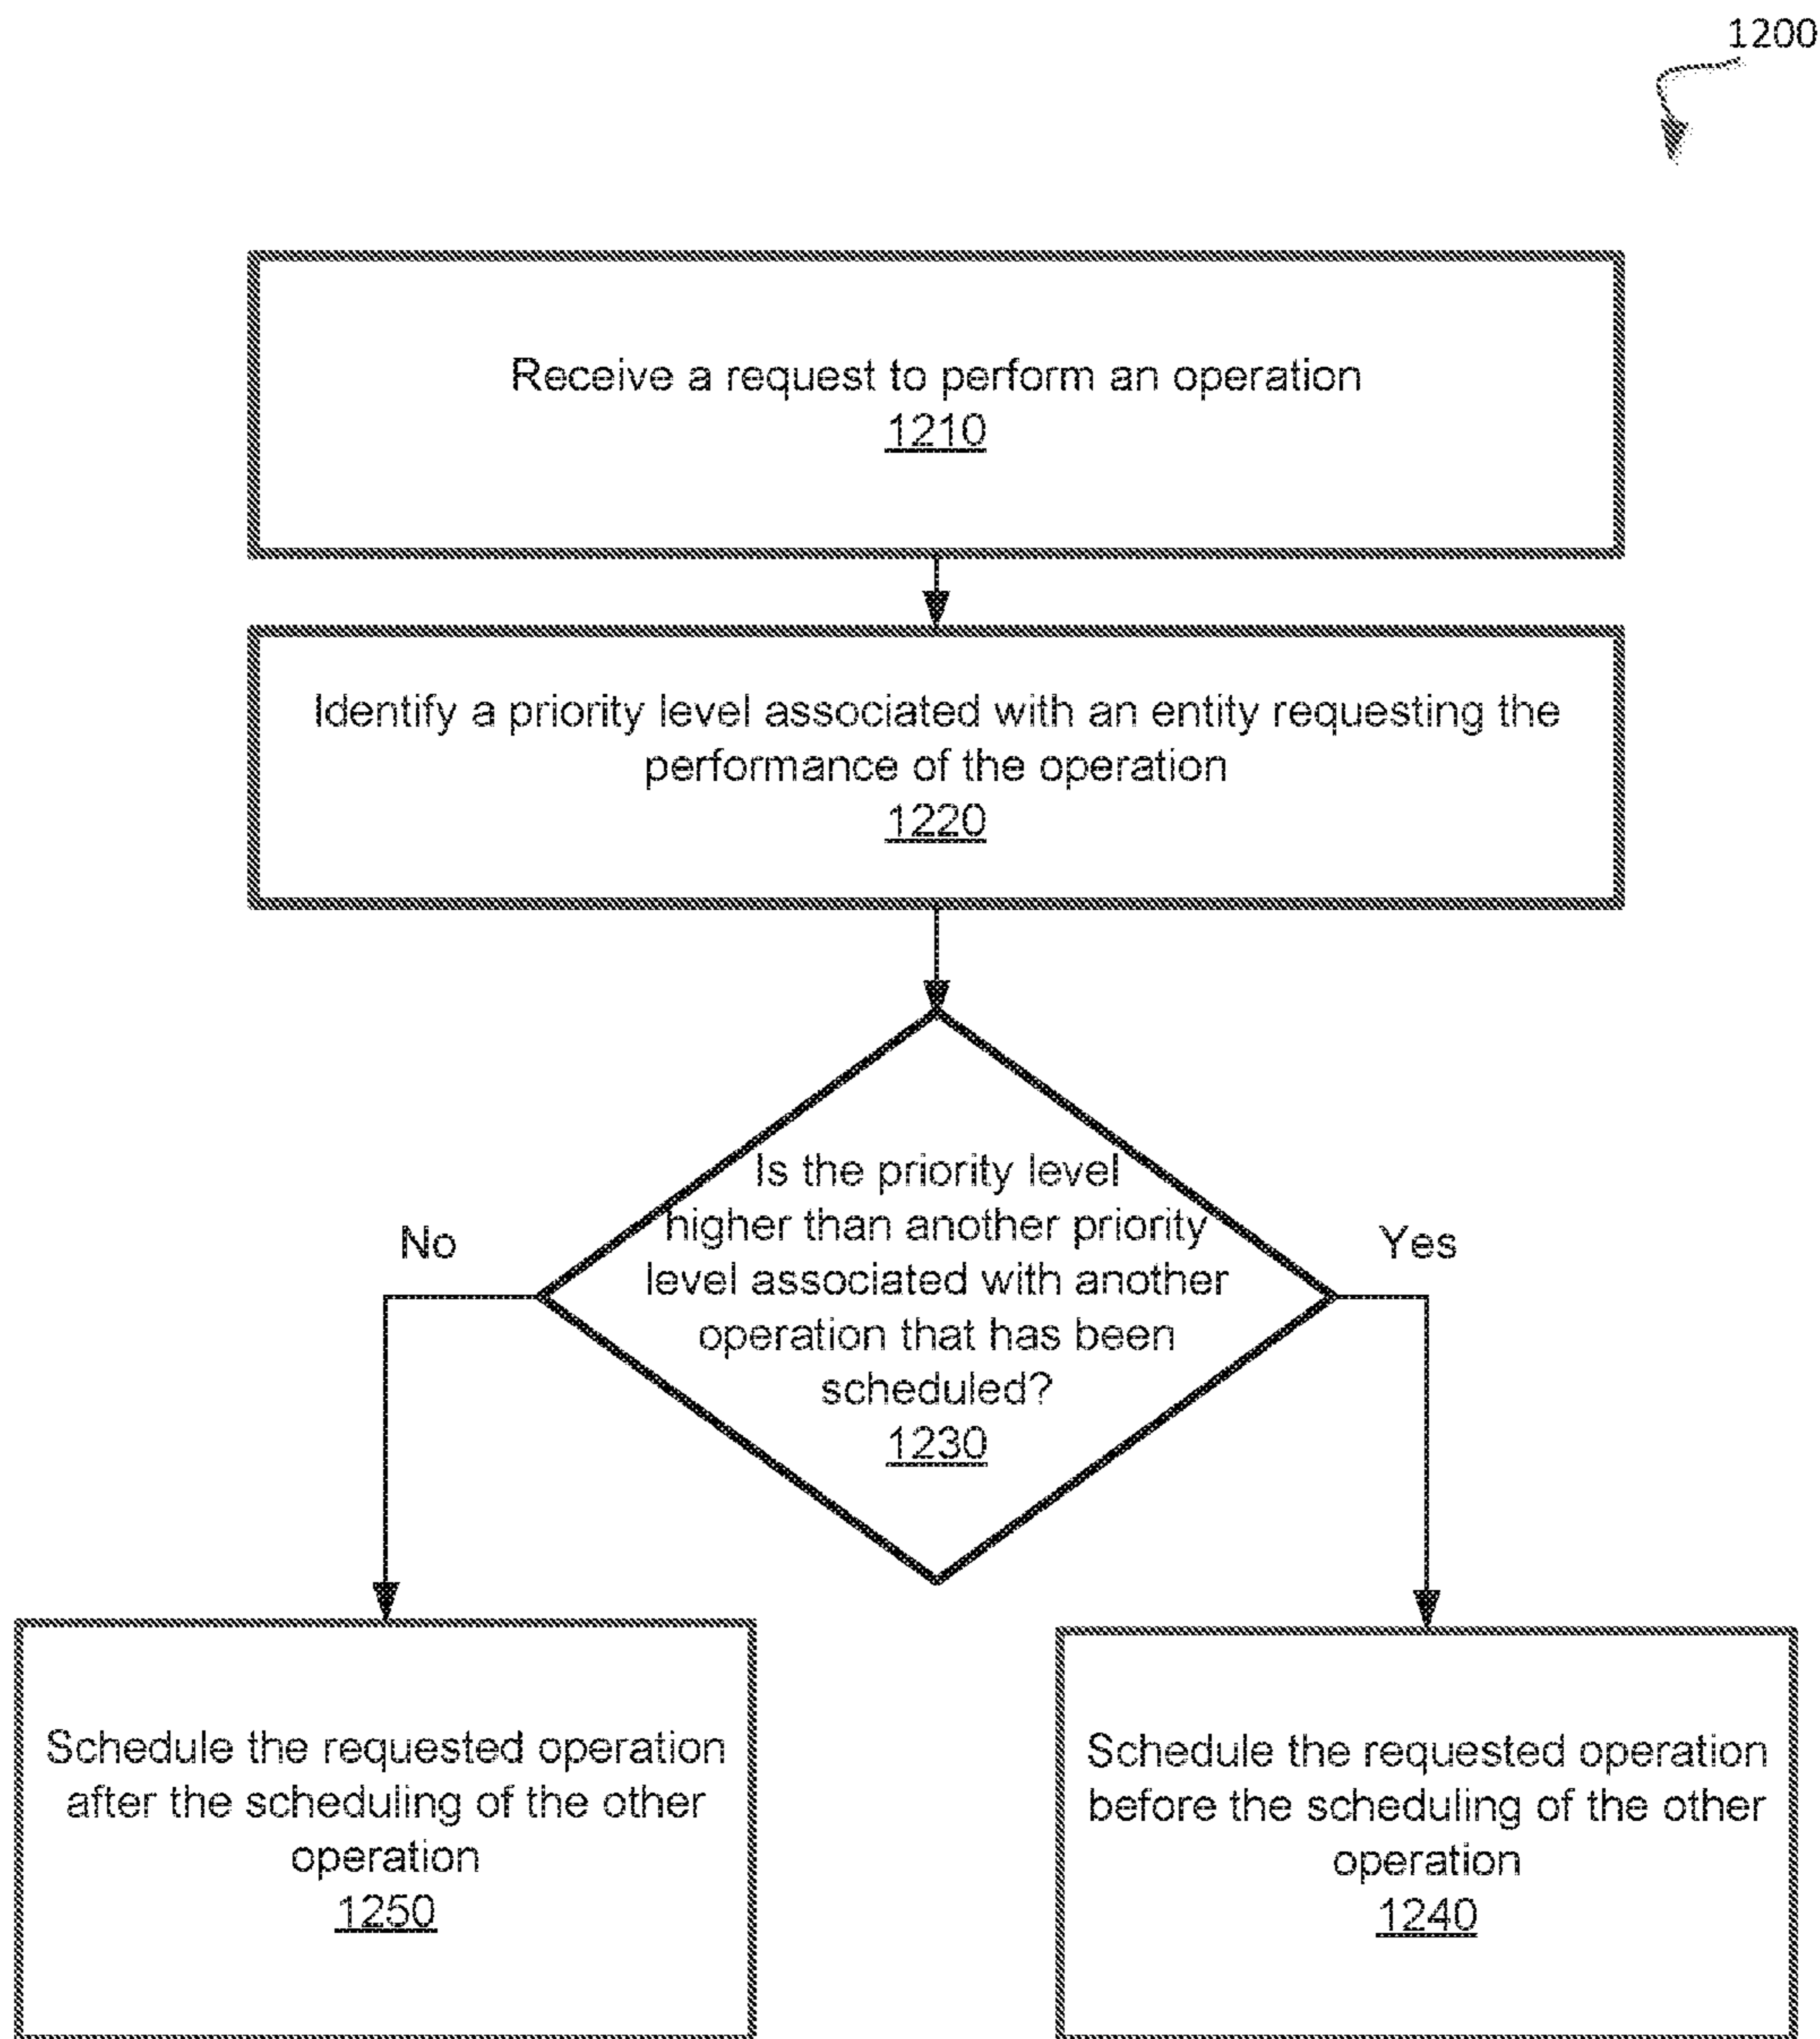 1200
Receive a request to perform an operation
1210
Identify a priority level associated with an entity requesting the
performance of the operation
1220
Is the priority level
higher than another priority
level associated with another
operation that has been
scheduled?
1230
No
Yes
Schedule the requested operation
after the scheduling of the other
operation
1250
Schedule the requested operation
before the scheduling of the other
operation
1240